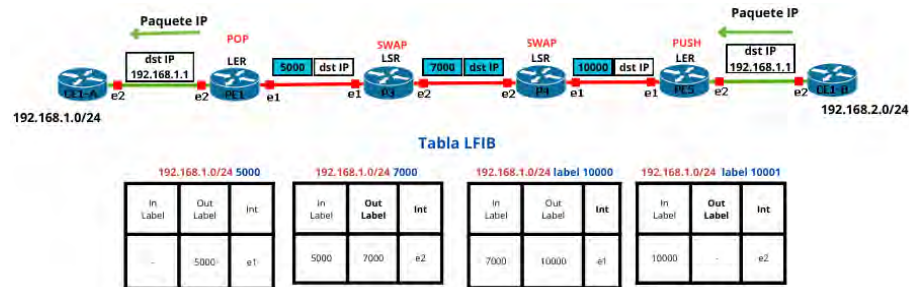 Paquete IP
Paquete IP
POP
SWAP
SWAP
PUSH
dst IP
192.168.1.1
LER
LSR
LSR
LER
dst IP
192.168.1.1
5000 dst IP
7000 dst IP
10000 dst IP
CE1-A
e2
e2
PE1
e1
e1
P3
e2
e2
P4
e1
e1
PE5
e2
e2
CE1-B
192.168.1.0/24
192.168.2.0/24
Tabla LFIB
192.168.1.0/24 5000
In Label Out Label Int
- 5000 e1
192.168.1.0/24 7000
In Label Out Label Int
5000 7000 e2
192.168.1.0/24 label 10000
In Label Out Label Int
7000 10000 e1
192.168.1.0/24 label 10001
In Label Out Label Int
10000 - e2